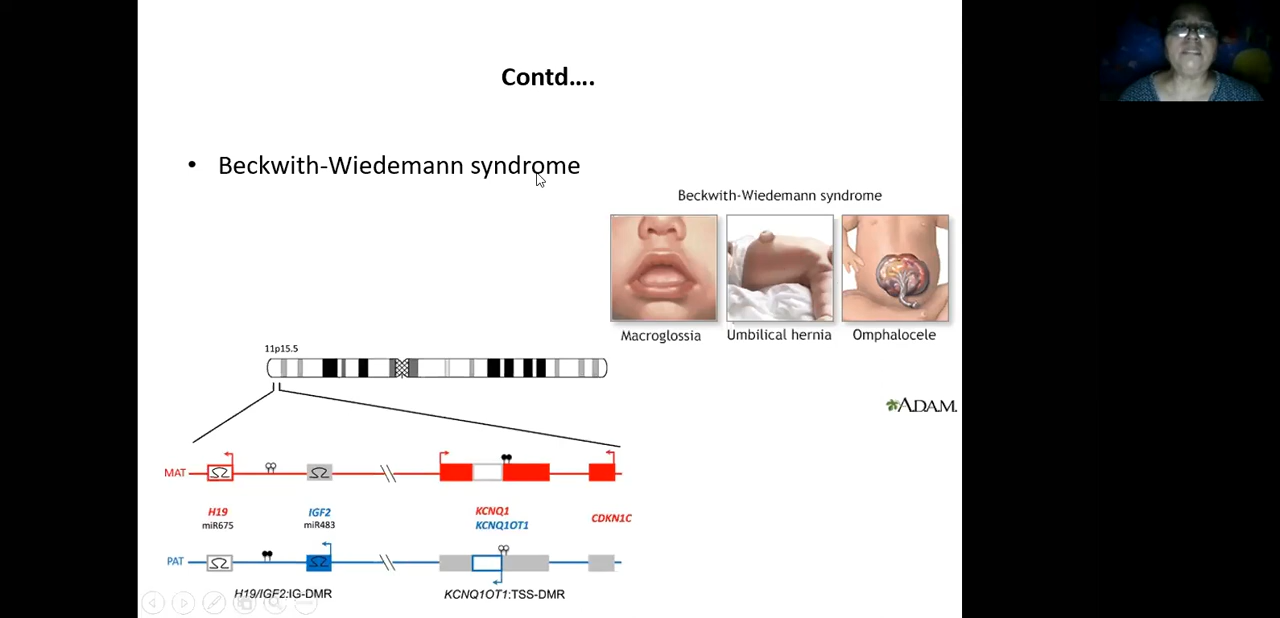 Contd....
• Beckwith-Wiedemann syndrome
Beckwith-Wiedemann syndrome
Macroglossia Umbilical hernia Omphalocele
ADAM.
11p15.5
MAT
H19 IGF2 KCNQ1
miR675 miR483 KCNQ1OT1 CDKN1C
PAT
H19/IGF2:IG-DMR KCNQ1OT1:TSS-DMR